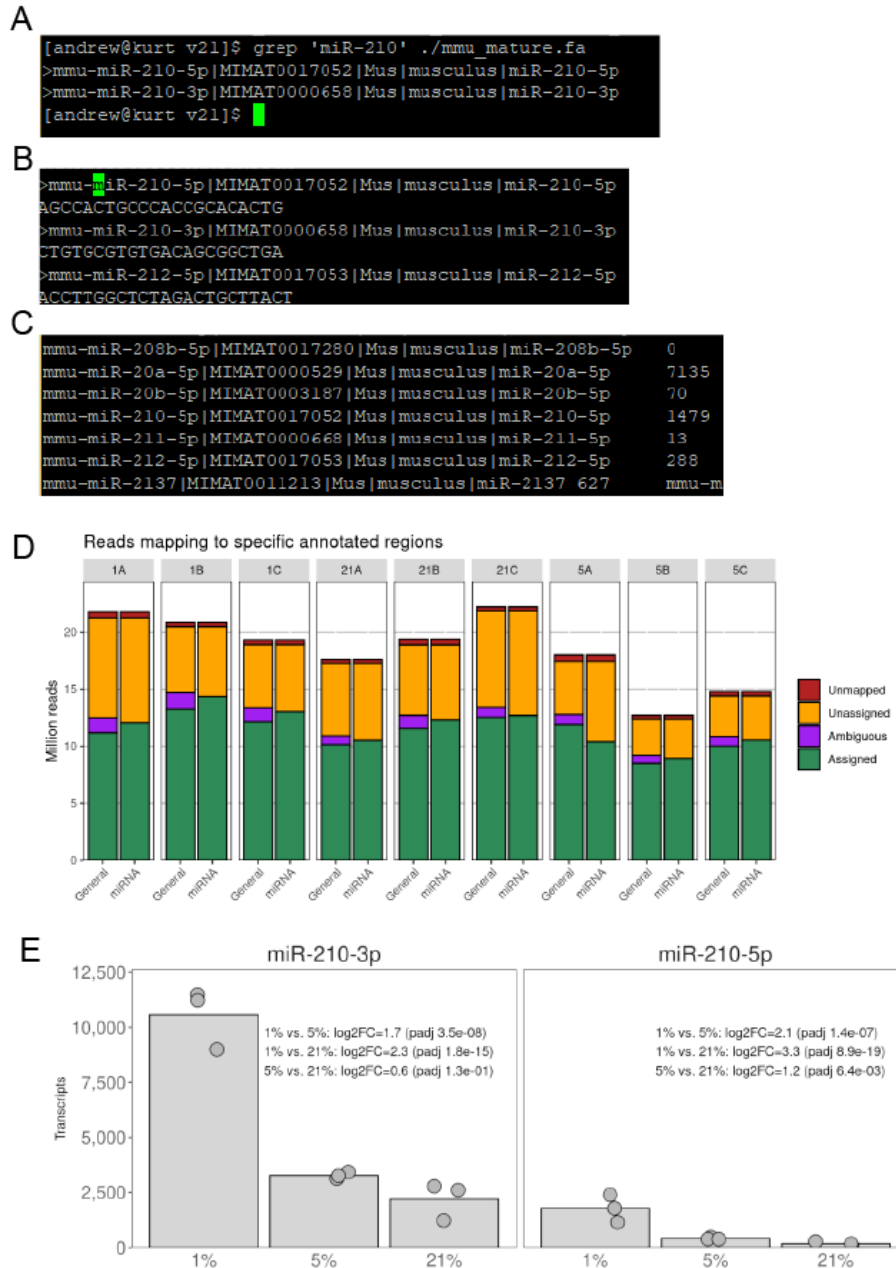 A
[andrew@kurt v21]$ grep 'miR-210' ./mmu_mature.fa
>mmu-miR-210-5p|MIMAT0017052|Mus|musculus|miR-210-5p
>mmu-miR-210-3p|MIMAT0000658|Mus|musculus|miR-210-3p
[andrew@kurt v21]$
B
>mmu-miR-210-5p|MIMAT0017052|Mus|musculus|miR-210-5p
AGCCACTGCCCACCGCACACTG
>mmu-miR-210-3p|MIMAT0000658|Mus|musculus|miR-210-3p
CTGTGCGTGTGACAGCGGCTGA
>mmu-miR-212-5p|MIMAT0017053|Mus|musculus|miR-212-5p
ACCTTGGCTCTAGACTGCTTACT
C
mmu-miR-208b-5p|MIMAT0017280|Mus|musculus|miR-208b-5p 0
mmu-miR-20a-5p|MIMAT0000529|Mus|musculus|miR-20a-5p 7135
mmu-miR-20b-5p|MIMAT0003187|Mus|musculus|miR-20b-5p 70
mmu-miR-210-5p|MIMAT0017052|Mus|musculus|miR-210-5p 1479
mmu-miR-211-5p|MIMAT0000668|Mus|musculus|miR-211-5p 13
mmu-miR-212-5p|MIMAT0017053|Mus|musculus|miR-212-5p 288
mmu-miR-2137|MIMAT0011213|Mus|musculus|miR-2137 627 mmu-m
D
Reads mapping to specific annotated regions
1A 1B 1C 21A 21B 21C 5A 5B 5C
Million reads
20
15
10
5
0
Unmapped
Unassigned
Ambiguous
Assigned
General miRNA General miRNA General miRNA General miRNA General miRNA General miRNA General miRNA General miRNA General miRNA
E
miR-210-3p miR-210-5p
Transcripts
12,500
10,000
7,500
5,000
2,500
0
1% vs. 5%: log2FC=1.7 (padj 3.5e-08)
1% vs. 21%: log2FC=2.3 (padj 1.8e-15)
5% vs. 21%: log2FC=0.6 (padj 1.3e-01)
1% vs. 5%: log2FC=2.1 (padj 1.4e-07)
1% vs. 21%: log2FC=3.3 (padj 8.9e-19)
5% vs. 21%: log2FC=1.2 (padj 6.4e-03)
1% 5% 21% 1% 5% 21%